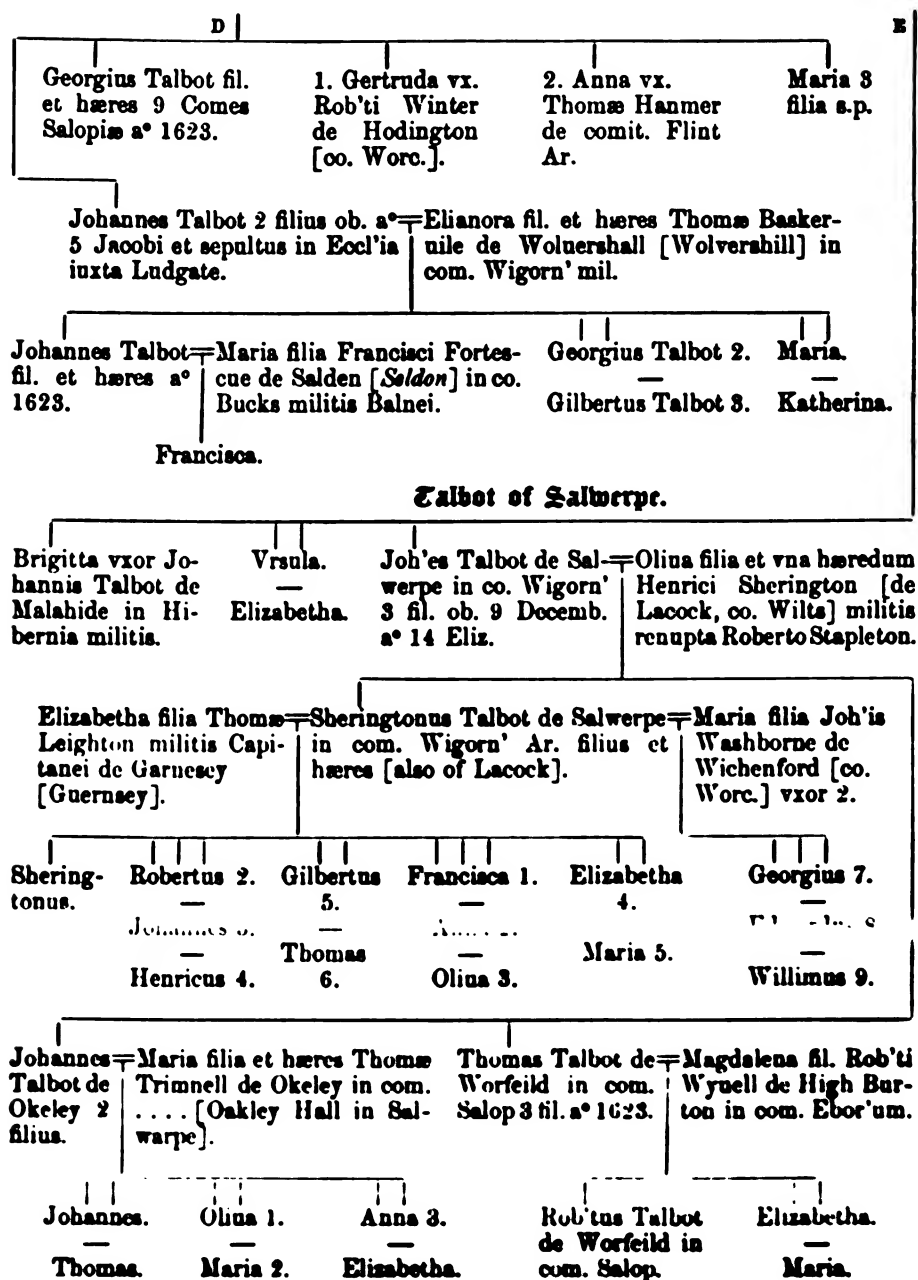 D
E
Georgius Talbot fil.
et hæres 9 Comes
Salopiæ aº 1623.
1. Gertruda vx.
Rob'ti Winter
de Hodington
[co. Worc.].
2. Anna vx.
Thomæ Hanmer
de comit. Flint
Ar.
Maria 3
filia s.p.
Johannes Talbot 2 filius ob. aº
5 Jacobi et sepultus in Eccl'ia
iuxta Ludgate.
Elianora fil. et hæres Thomæ Basker-
uile de Woluershall [Wolvershill] in
com. Wigorn' mil.
Johannes Talbot
fil. et hæres aº
1623.
Maria filia Francisci Fortes-
cue de Salden [Seldon] in co.
Bucks militis Balnei.
Georgius Talbot 2.
—
Gilbertus Talbot 3.
Maria.
—
Katherina.
Francisca.
Talbot of Salwerpe.
Brigitta vxor Jo-
hannis Talbot de
Malahide in Hi-
bernia militis.
Vrsula.
—
Elizabetha.
Joh'es Talbot de Sal-
werpe in co. Wigorn'
3 fil. ob. 9 Decemb.
aº 14 Eliz.
Oliua filia et vna hæredum
Henrici Sherington [de
Lacock, co. Wilts] militis
renupta Roberto Stapleton.
Elizabetha filia Thomæ
Leighton militis Capi-
tanei de Garnesey
[Guernsey].
Sheringtonus Talbot de Salwerpe
in com. Wigorn' Ar. filius et
hæres [also of Lacock].
Maria filia Joh'is
Washborne de
Wichenford [co.
Worc.] vxor 2.
Shering-
tonus.
Robertus 2.
—
Johannes 3.
—
Henricus 4.
Gilbertus
5.
—
Thomas
6.
Francisca 1.
—
—
Oliua 3.
Elizabetha
4.
Maria 5.
Georgius 7.
—
—
Willimus 9.
Johannes
Talbot de
Okeley 2
filius.
Maria filia et hæres Thomæ
Trimnell de Okeley in com.
. . . . [Oakley Hall in Sal-
warpe].
Thomas Talbot de
Worfeild in com.
Salop 3 fil. aº 1623.
Magdalena fil. Rob'ti
Wynell de High Bur-
ton in com. Ebor'um.
Johannes.
—
Thomas.
Oliua 1.
—
Maria 2.
Anna 3.
—
Elizabetha.
Rob'tus Talbot
de Worfeild in
com. Salop.
Elizabetha.
—
Maria.